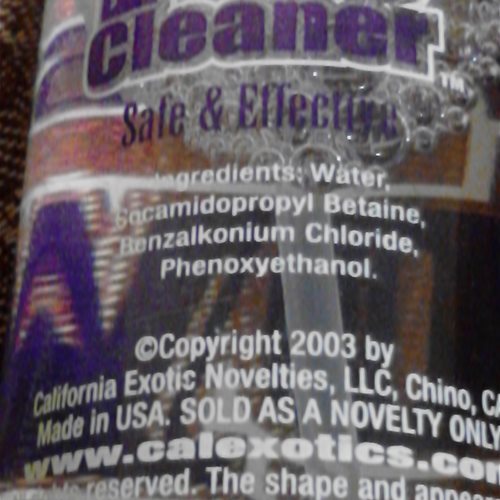 Cleaner™
Safe & Effective
Ingredients: Water,
Cocamidopropyl Betaine,
Benzalkonium Chloride,
Phenoxyethanol.
©Copyright 2003 by
California Exotic Novelties, LLC, Chino, CA
Made in USA. SOLD AS A NOVELTY ONLY
www.calexotics.com
reserved. The shape and appea